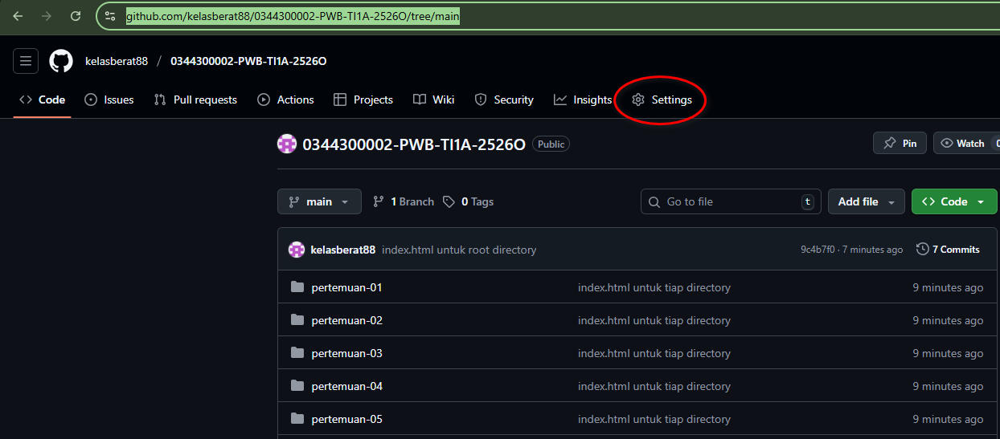 github.com/kelasberat88/0344300002-PWB-TI1A-2526O/tree/main
kelasberat88 / 0344300002-PWB-TI1A-2526O
Code Issues Pull requests Actions Projects Wiki Security Insights Settings
0344300002-PWB-TI1A-2526O Public Pin Watch
main 1 Branch 0 Tags Go to file t Add file Code
kelasberat88 index.html untuk root directory 9c4b7f0 · 7 minutes ago 7 Commits
pertemuan-01 index.html untuk tiap directory 9 minutes ago
pertemuan-02 index.html untuk tiap directory 9 minutes ago
pertemuan-03 index.html untuk tiap directory 9 minutes ago
pertemuan-04 index.html untuk tiap directory 9 minutes ago
pertemuan-05 index.html untuk tiap directory 9 minutes ago